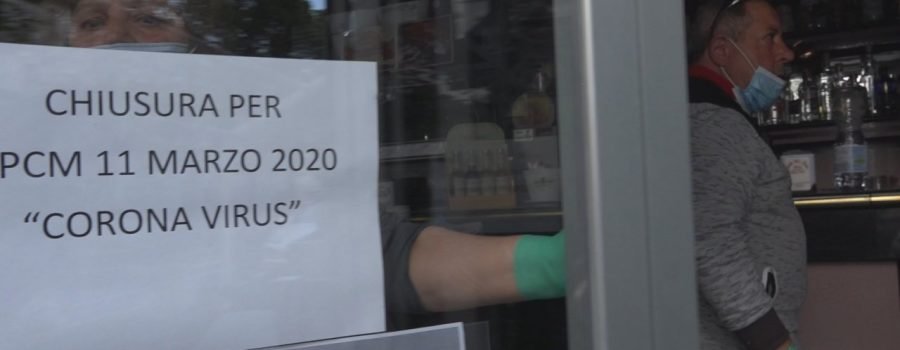 CHIUSURA PER
PCM 11 MARZO 2020
“CORONA VIRUS”